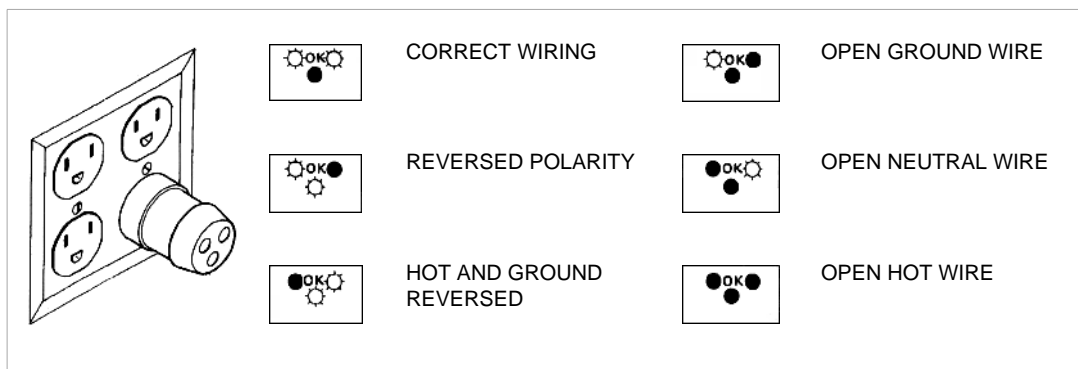 OK
CORRECT WIRING
OK
OPEN GROUND WIRE
OK
REVERSED POLARITY
OK
OPEN NEUTRAL WIRE
OK
HOT AND GROUND
REVERSED
OK
OPEN HOT WIRE